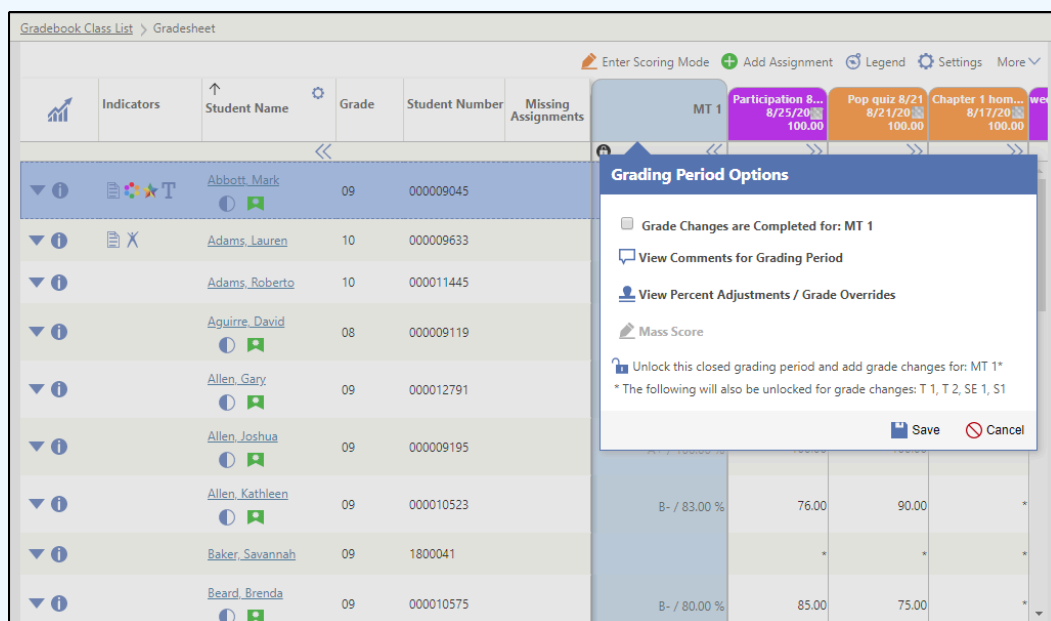 Gradebook Class List > Gradesheet
Enter Scoring Mode Add Assignment Legend Settings More
Indicators Student Name Grade Student Number Missing Assignments MT 1
Participation 8... 8/25/20 100.00
Pop quiz 8/21 8/21/20 100.00
Chapter 1 hom... 8/17/20 100.00
Grading Period Options
Abbott, Mark 09 000009045
Grade Changes are Completed for: MT 1
Adams, Lauren 10 000009633
View Comments for Grading Period
Adams, Roberto 10 000011445
View Percent Adjustments / Grade Overrides
Aguirre, David 08 000009119
Mass Score
Unlock this closed grading period and add grade changes for: MT 1*
Allen, Gary 09 000012791
* The following will also be unlocked for grade changes: T 1, T 2, SE 1, S1
Save Cancel
Allen, Joshua 09 000009195
Allen, Kathleen 09 000010523 B- / 83.00 % 76.00 90.00 *
Baker, Savannah 09 1800041 * * *
Beard, Brenda 09 000010575 B- / 80.00 % 85.00 75.00